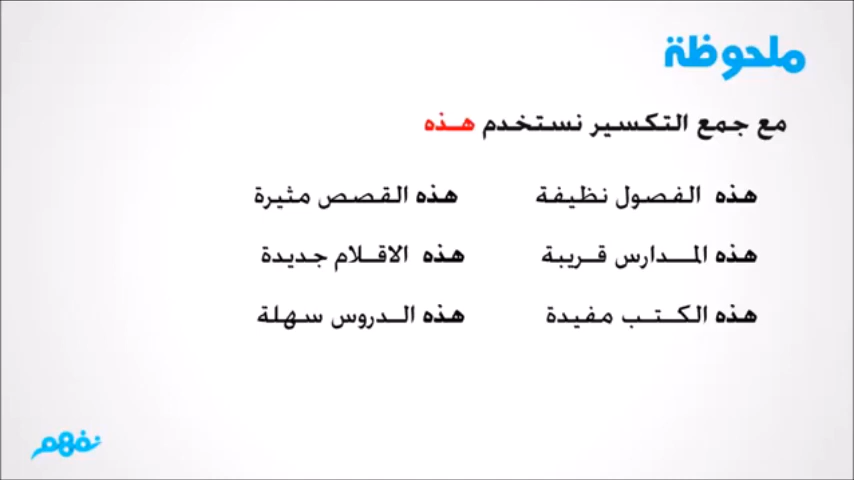 ملحوظة
مع جمع التكسير نستخدم هذه
هذه الفصول نظيفة
هذه القصص مثيرة
هذه المدارس قريبة
هذه الاقلام جديدة
هذه الكتب مفيدة
هذه الدروس سهلة
نفهم